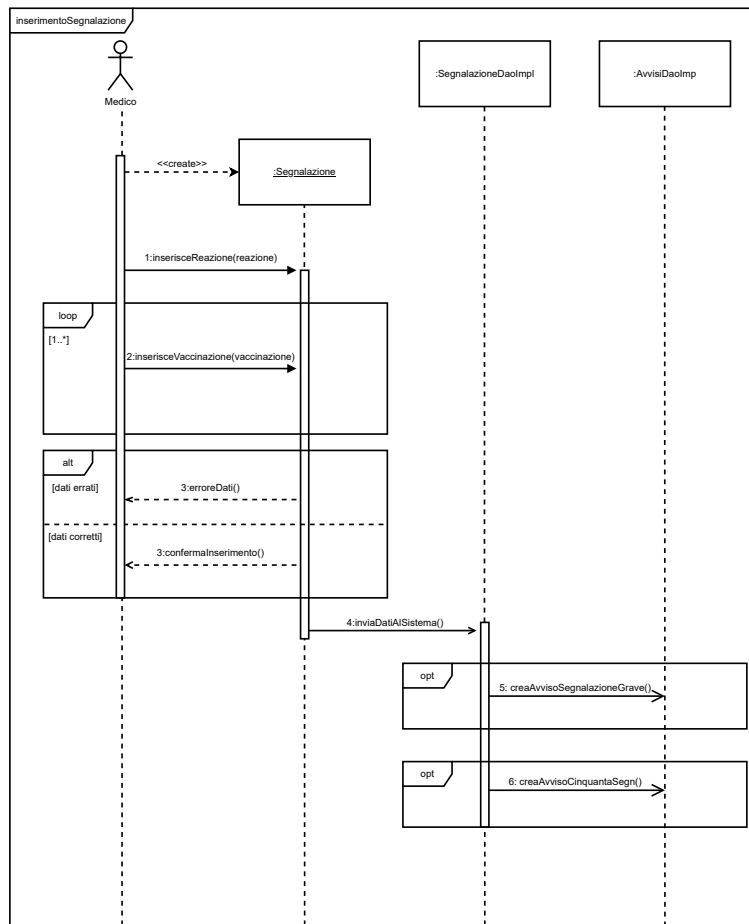 inserimentoSegnalazione
Medico
:SegnalazioneDaoImpl
:AvvisiDaoImp
<<create>>
:Segnalazione
1:inserisceReazione(reazione)
loop
[1..*]
2:inserisceVaccinazione(vaccinazione)
alt
[dati errati]
3:erroreDati()
[dati corretti]
3:confermaInserimento()
4:inviaDatiAlSistema()
opt
5: creaAvvisoSegnalazioneGrave()
opt
6: creaAvvisoCinquantaSegn()